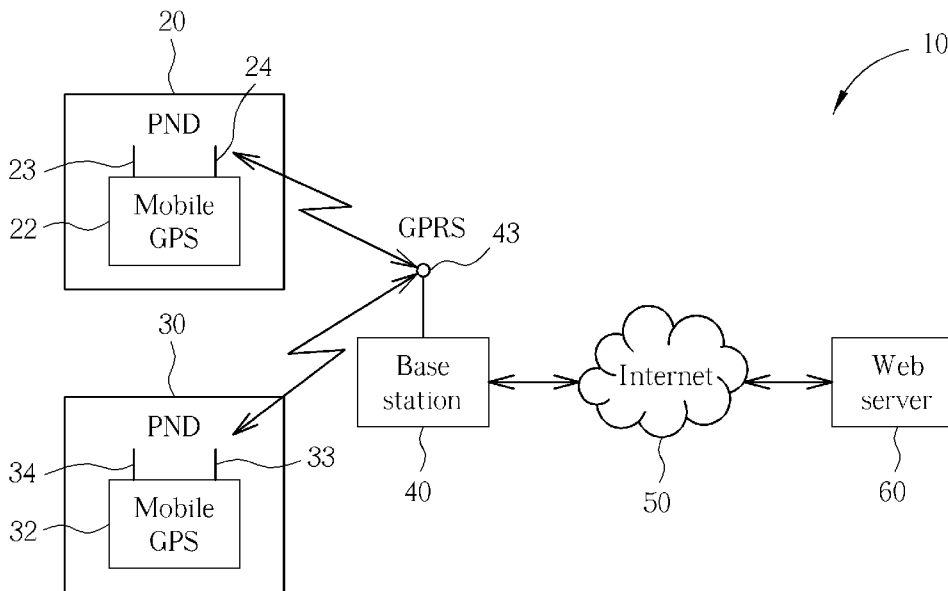 20
10
24
PND
23
22
Mobile
GPS
GPRS
43
30
Base
station
Internet
Web
server
PND
34
33
40
50
60
32
Mobile
GPS